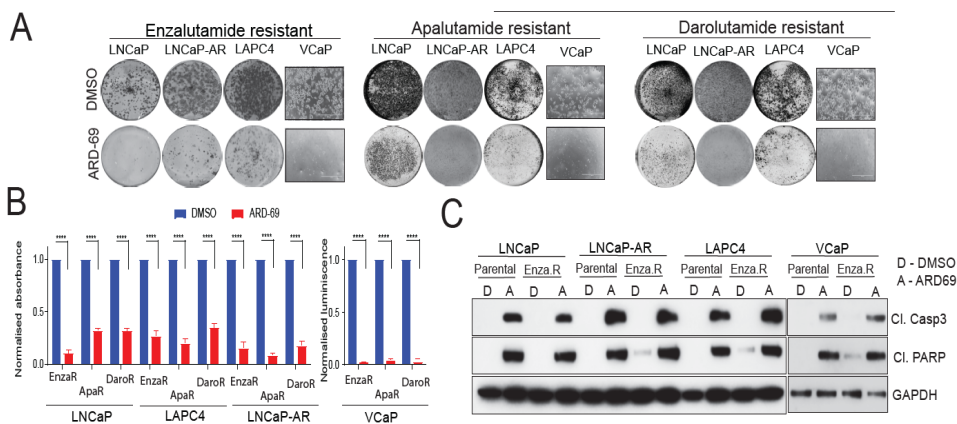 A
Enzalutamide resistant
Apalutamide resistant
Darolutamide resistant
LNCaP LNCaP-AR LAPC4 VCaP
LNCaP LNCaP-AR LAPC4 VCaP
LNCaP LNCaP-AR LAPC4 VCaP
DMSO
ARD-69
B
DMSO ARD-69
Normalised absorbance
1.0
0.5
0.0
**** **** **** **** **** **** **** **** ****
EnzaR ApaR DaroR EnzaR ApaR DaroR EnzaR ApaR DaroR
LNCaP LAPC4 LNCaP-AR
Normalised luminiscence
1.0
0.5
0.0
**** **** ****
EnzaR ApaR DaroR
VCaP
C
LNCaP LNCaP-AR LAPC4 VCaP
Parental Enza.R Parental Enza.R Parental Enza.R Parental Enza.R
D A D A D A D A D A D A D A D A
D - DMSO
A - ARD69
Cl. Casp3
Cl. PARP
GAPDH